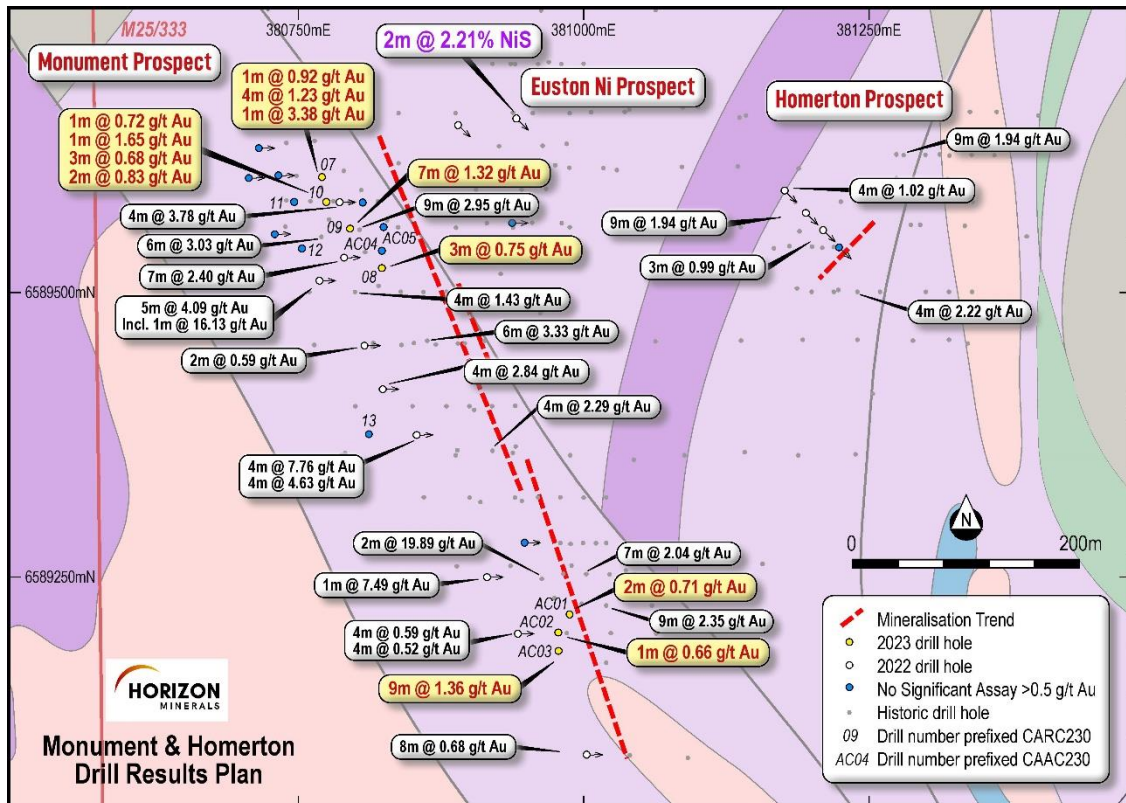 M25/333
380750mE
381000mE
381250mE
2m @ 2.21% NiS
Monument Prospect
Euston Ni Prospect
Homerton Prospect
1m @ 0.92 g/t Au
4m @ 1.23 g/t Au
1m @ 3.38 g/t Au
1m @ 0.72 g/t Au
1m @ 1.65 g/t Au
3m @ 0.68 g/t Au
2m @ 0.83 g/t Au
07
10
11
9m @ 1.94 g/t Au
7m @ 1.32 g/t Au
4m @ 1.02 g/t Au
4m @ 3.78 g/t Au
9m @ 2.95 g/t Au
9m @ 1.94 g/t Au
09
AC04
AC05
6m @ 3.03 g/t Au
12
3m @ 0.75 g/t Au
7m @ 2.40 g/t Au
08
3m @ 0.99 g/t Au
6589500mN
5m @ 4.09 g/t Au
Incl. 1m @ 16.13 g/t Au
4m @ 1.43 g/t Au
4m @ 2.22 g/t Au
6m @ 3.33 g/t Au
2m @ 0.59 g/t Au
4m @ 2.84 g/t Au
4m @ 2.29 g/t Au
13
4m @ 7.76 g/t Au
4m @ 4.63 g/t Au
N
0
200m
2m @ 19.89 g/t Au
7m @ 2.04 g/t Au
6589250mN
1m @ 7.49 g/t Au
2m @ 0.71 g/t Au
AC01
AC02
AC03
9m @ 2.35 g/t Au
4m @ 0.59 g/t Au
4m @ 0.52 g/t Au
1m @ 0.66 g/t Au
9m @ 1.36 g/t Au
8m @ 0.68 g/t Au
HORIZON
MINERALS
Monument & Homerton
Drill Results Plan
Mineralisation Trend
2023 drill hole
2022 drill hole
No Significant Assay >0.5 g/t Au
Historic drill hole
09 Drill number prefixed CARC230
AC04 Drill number prefixed CAAC230